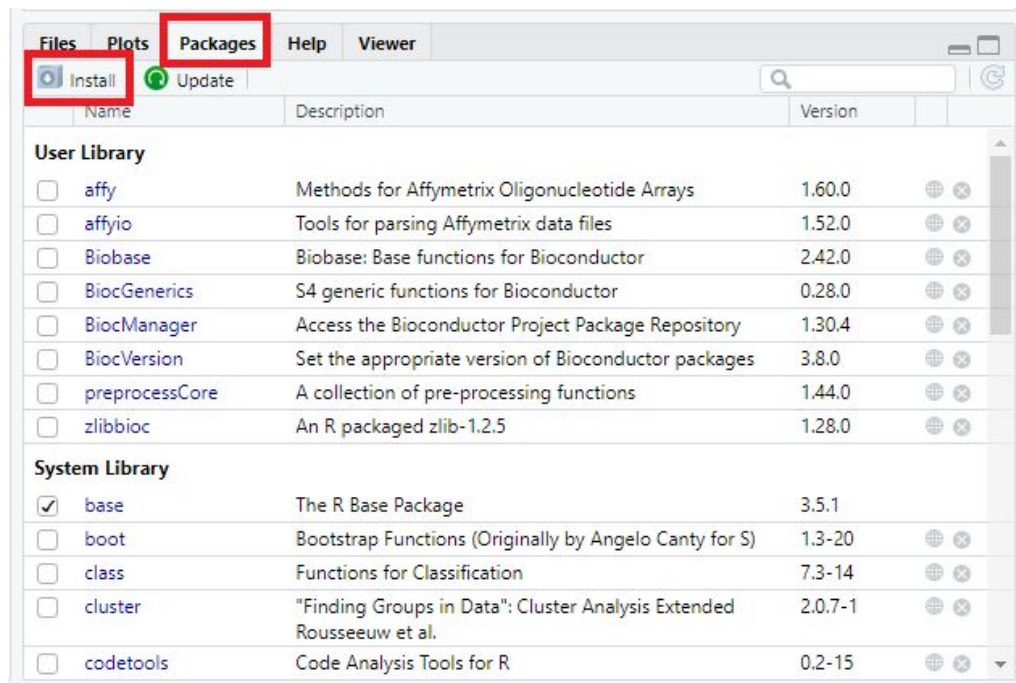 Files Plots Packages Help Viewer
Install Update
Name Description Version
User Library
affy Methods for Affymetrix Oligonucleotide Arrays 1.60.0
affyio Tools for parsing Affymetrix data files 1.52.0
Biobase Biobase: Base functions for Bioconductor 2.42.0
BiocGenerics S4 generic functions for Bioconductor 0.28.0
BiocManager Access the Bioconductor Project Package Repository 1.30.4
BiocVersion Set the appropriate version of Bioconductor packages 3.8.0
preprocessCore A collection of pre-processing functions 1.44.0
zlibbioc An R packaged zlib-1.2.5 1.28.0
System Library
base The R Base Package 3.5.1
boot Bootstrap Functions (Originally by Angelo Canty for S) 1.3-20
class Functions for Classification 7.3-14
cluster "Finding Groups in Data": Cluster Analysis Extended 2.0.7-1
Rousseeuw et al.
codetools Code Analysis Tools for R 0.2-15